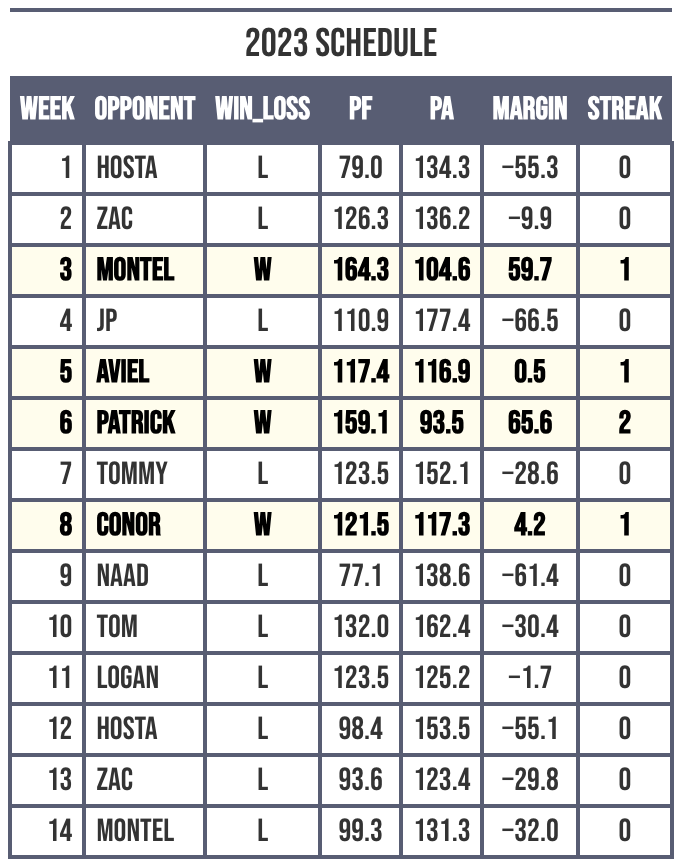 2023 SCHEDULE
WEEK OPPONENT WIN_LOSS PF PA MARGIN STREAK
1 HOSTA L 79.0 134.3 −55.3 0
2 ZAC L 126.3 136.2 −9.9 0
3 MONTEL W 164.3 104.6 59.7 1
4 JP L 110.9 177.4 −66.5 0
5 AVIEL W 117.4 116.9 0.5 1
6 PATRICK W 159.1 93.5 65.6 2
7 TOMMY L 123.5 152.1 −28.6 0
8 CONOR W 121.5 117.3 4.2 1
9 NAAD L 77.1 138.6 −61.4 0
10 TOM L 132.0 162.4 −30.4 0
11 LOGAN L 123.5 125.2 −1.7 0
12 HOSTA L 98.4 153.5 −55.1 0
13 ZAC L 93.6 123.4 −29.8 0
14 MONTEL L 99.3 131.3 −32.0 0